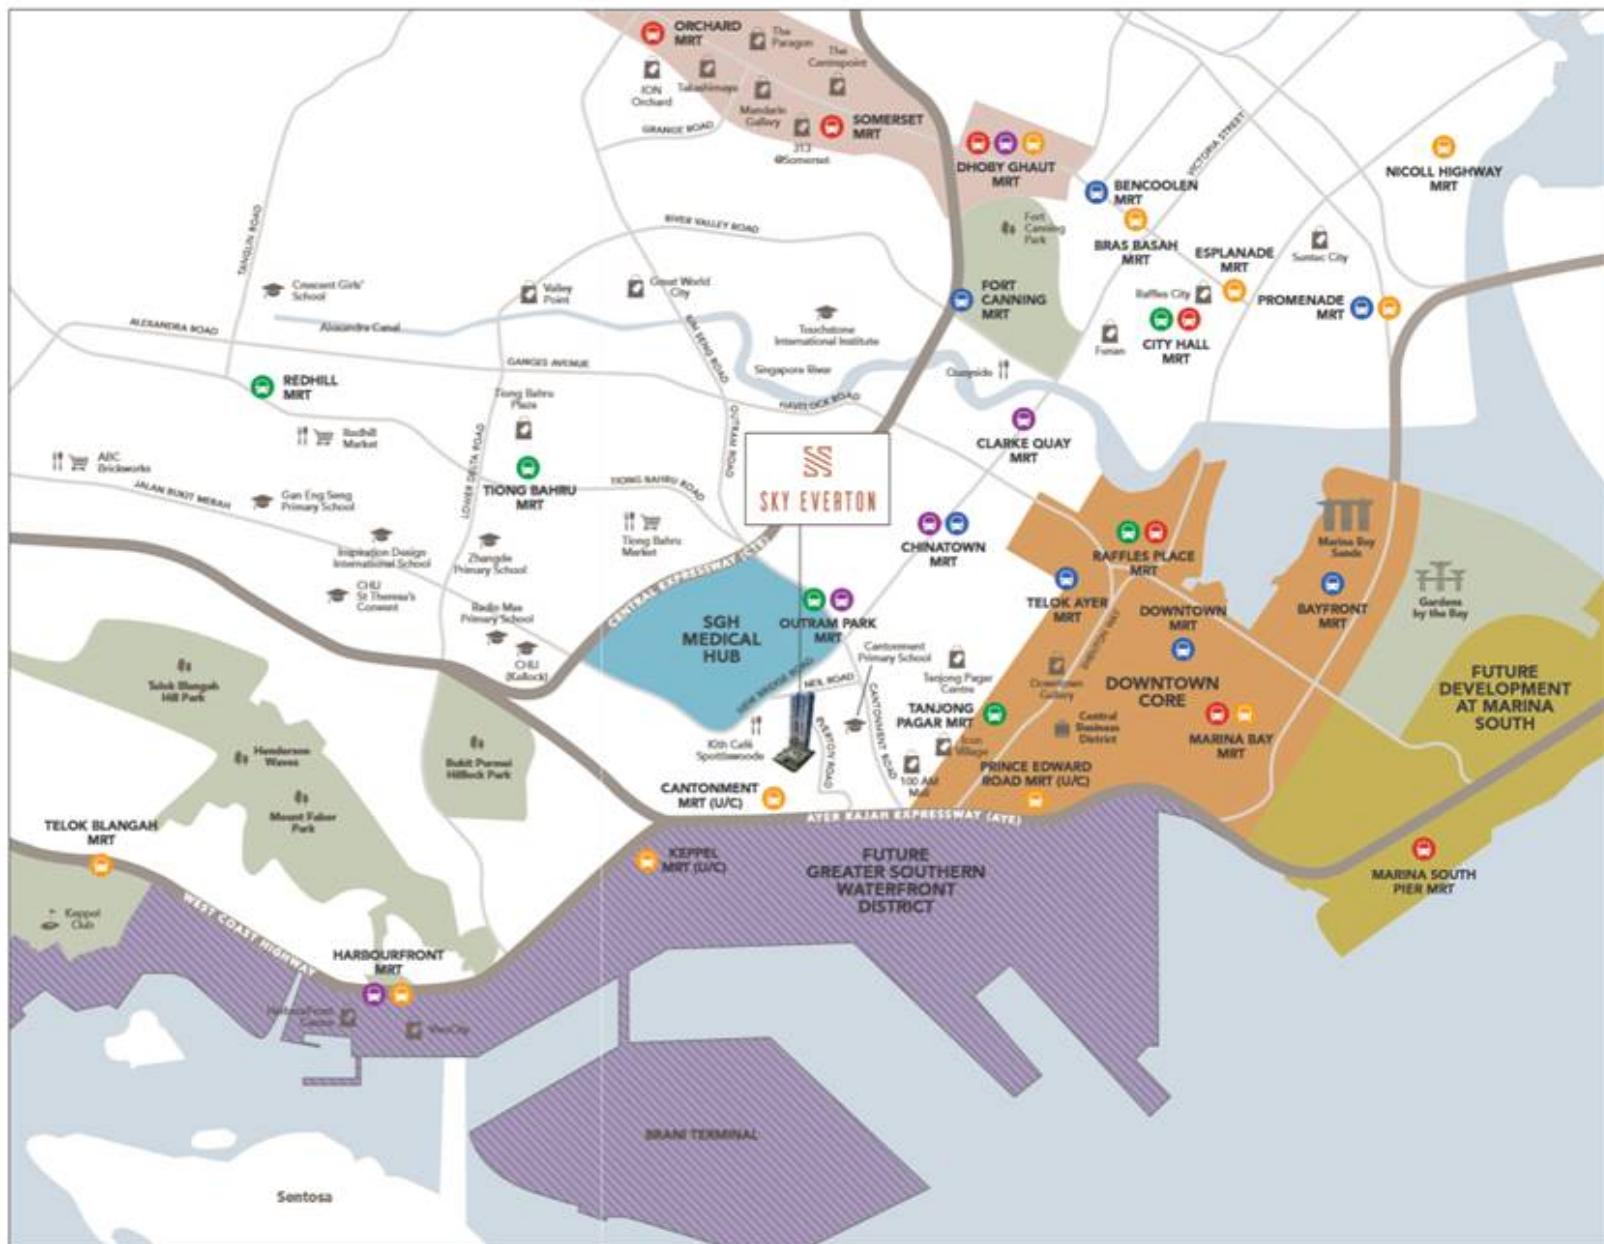 ORCHARD
MRT
The
Paragon
The
Centrepoint
ION
Orchard
Takashimaya
Mandarin
Gallery
GRANGE ROAD
313
@Somerset
SOMERSET
MRT
DHOBY GHAUT
MRT
VICTORIA STREET
NICOLL HIGHWAY
MRT
BENCOOLEN
MRT
BRAS BASAH
MRT
TANGLIN ROAD
RIVER VALLEY ROAD
Fort
Canning
Park
ESPLANADE
MRT
Suntec City
Crescent Girls'
School
Valley
Point
Great World
City
FORT
CANNING
MRT
Raffles City
PROMENADE
MRT
ALEXANDRA ROAD
Alexandra Canal
KIM SENG ROAD
Touchstone
International Institute
Funan
CITY HALL
MRT
GANGES AVENUE
Singapore River
REDHILL
MRT
Tiong Bahru
Plaza
HAVELOCK ROAD
OUTRAM ROAD
CLARKE QUAY
MRT
Redhill
Market
LOWER DELTA ROAD
SKY EVERTON
ABC
Brickworks
JALAN BUKIT MERAH
Gan Eng Seng
Primary School
TIONG BAHRU
MRT
TIONG BAHRU ROAD
Marina Bay
Sands
Inspiration Design
International School
Zhangde
Primary School
Tiong Bahru
Market
CENTRAL EXPRESSWAY (CTE)
CHINATOWN
MRT
RAFFLES PLACE
MRT
CHIJ
St Theresa's
Convent
Radin Mas
Primary School
CHIJ
(Kellock)
SGH
MEDICAL
HUB
OUTRAM PARK
MRT
TELOK AYER
MRT
SHENTON WAY
DOWNTOWN
MRT
BAYFRONT
MRT
Gardens
by the Bay
Cantonment
Primary School
Tanjong Pagar
Centre
Downtown
Gallery
DOWNTOWN
CORE
FUTURE
DEVELOPMENT
AT MARINA
SOUTH
Telok Blangah
Hill Park
NEW BRIDGE ROAD
NEIL ROAD
CANTONMENT ROAD
EVERTON ROAD
TANJONG
PAGAR MRT
Central
Business
District
MARINA BAY
MRT
Henderson
Waves
Bukit Purmei
Hillock Park
Kith Café
Spottiswoode
Icon
Village
100 AM
Mall
PRINCE EDWARD
ROAD MRT (U/C)
CANTONMENT
MRT (U/C)
Mount Faber
Park
AYER RAJAH EXPRESSWAY (AYE)
TELOK BLANGAH
MRT
KEPPEL
MRT (U/C)
FUTURE
GREATER SOUTHERN
WATERFRONT
DISTRICT
MARINA SOUTH
PIER MRT
Keppel
Club
WEST COAST HIGHWAY
HARBOURFRONT
MRT
HarbourFront
Centre
VivoCity
BRANI TERMINAL
Sentosa